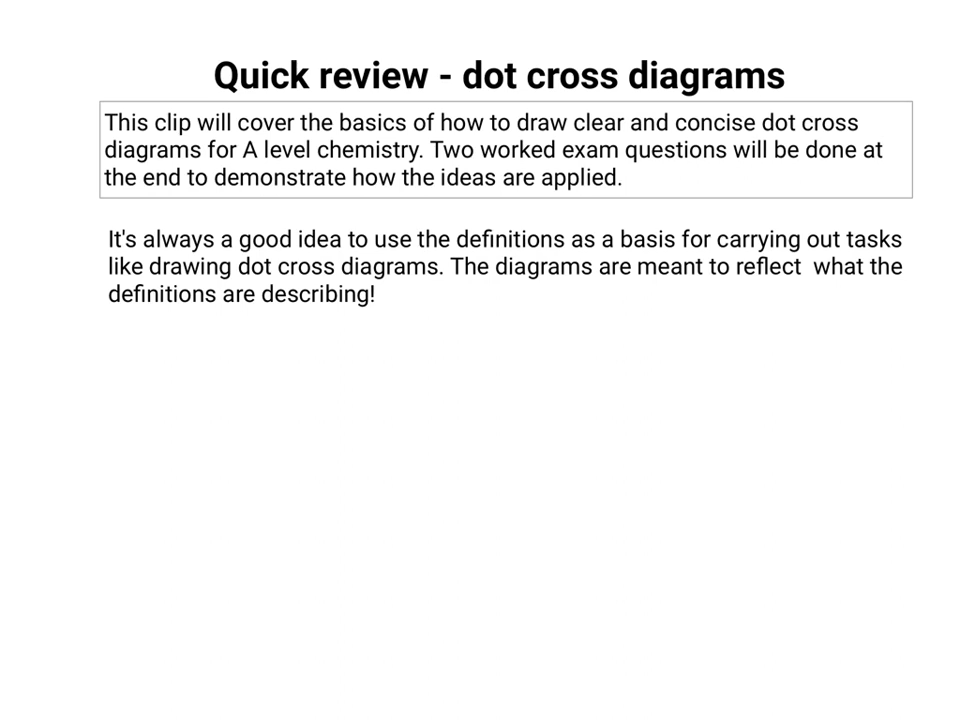 Quick review - dot cross diagrams
This clip will cover the basics of how to draw clear and concise dot cross
diagrams for A level chemistry. Two worked exam questions will be done at
the end to demonstrate how the ideas are applied.
It's always a good idea to use the definitions as a basis for carrying out tasks
like drawing dot cross diagrams. The diagrams are meant to reflect  what the
definitions are describing!